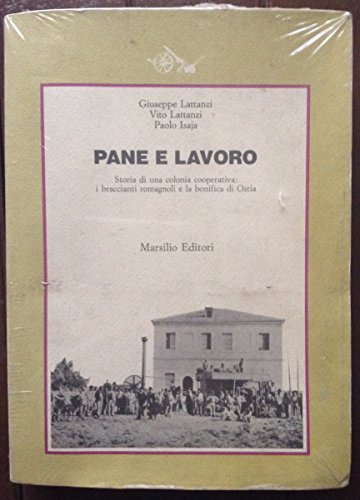 Giuseppe Lattanzi
Vito Lattanzi
Paolo Isaja
PANE E LAVORO
Storia di una colonia cooperativa:
i braccianti romagnoli e la bonifica di Ostia
Marsilio Editori